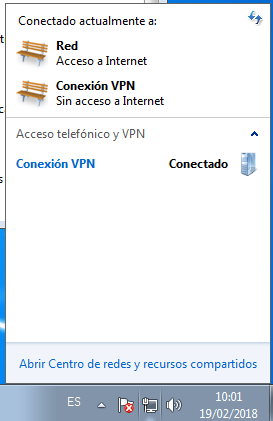 Conectado actualmente a:
Red
Acceso a Internet
Conexión VPN
Sin acceso a Internet
Acceso telefónico y VPN
Conexión VPN Conectado
Abrir Centro de redes y recursos compartidos
ES
10:01
19/02/2018